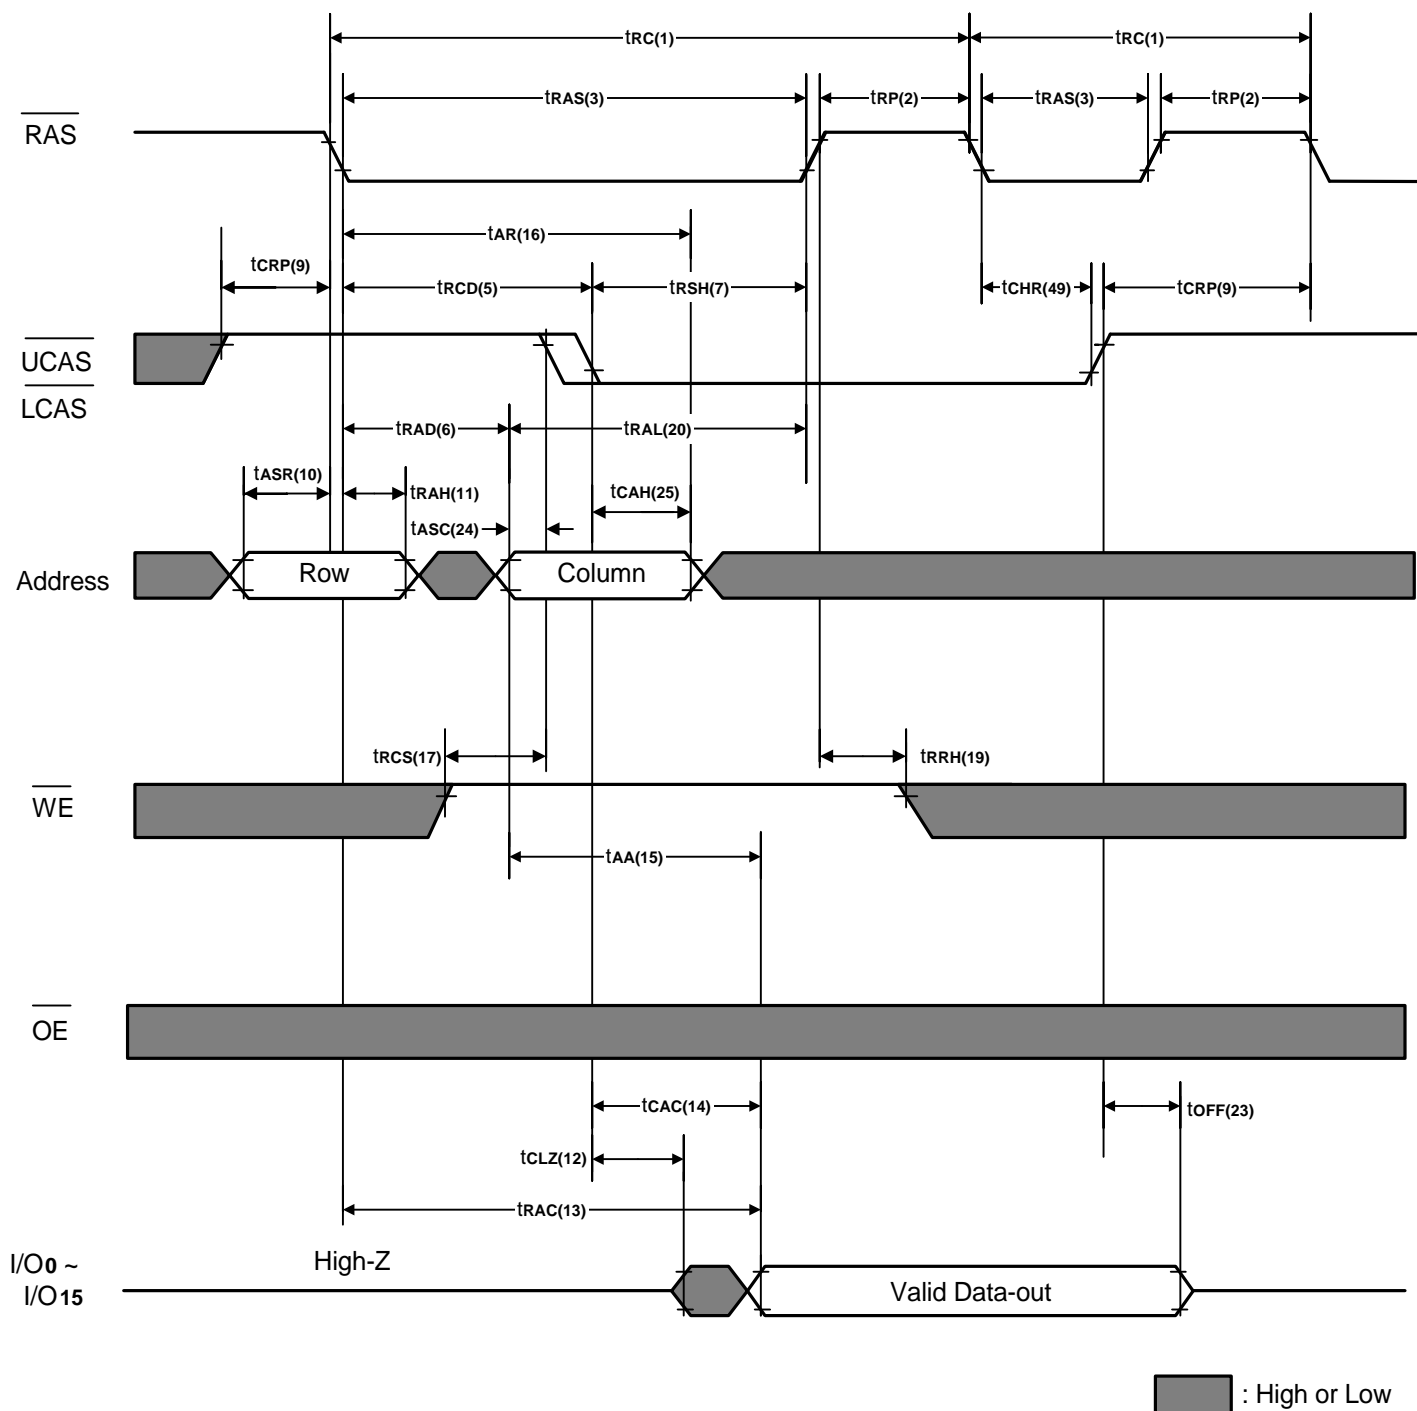 tRC(1) tRC(1)
tRAS(3) tRP(2) tRAS(3) tRP(2)
RAS
tAR(16)
tCRP(9) tRCD(5) tRSH(7) tCHR(49) tCRP(9)
UCAS
LCAS
tRAD(6) tRAL(20)
tASR(10) tRAH(11) tCAH(25)
tASC(24)
Address Row Column
tRCS(17) tRRH(19)
WE
tAA(15)
OE
tCAC(14) tOFF(23)
tCLZ(12)
tRAC(13)
I/O0 ~ High-Z
I/O15 Valid Data-out
: High or Low